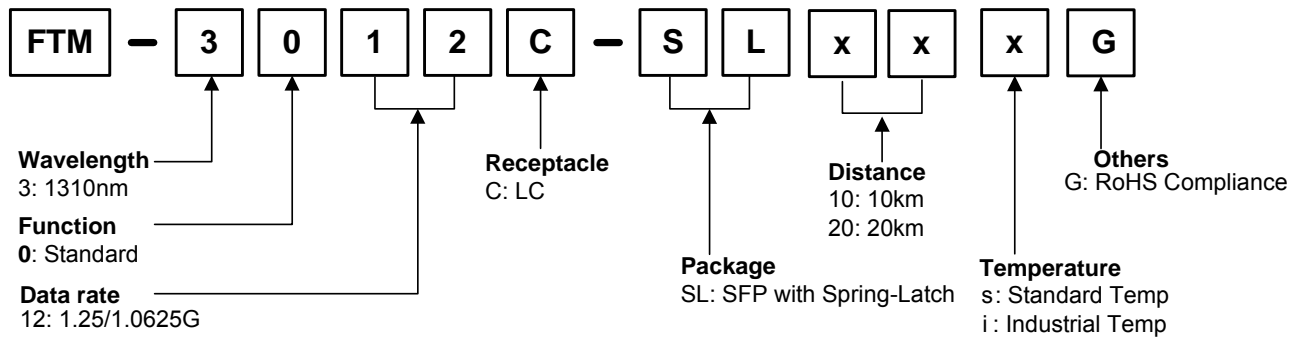 FTM – 3 0 1 2 C – S L x x x G
Wavelength
3: 1310nm
Function
0: Standard
Data rate
12: 1.25/1.0625G
Receptacle
C: LC
Package
SL: SFP with Spring-Latch
Distance
10: 10km
20: 20km
Temperature
s: Standard Temp
i: Industrial Temp
Others
G: RoHS Compliance